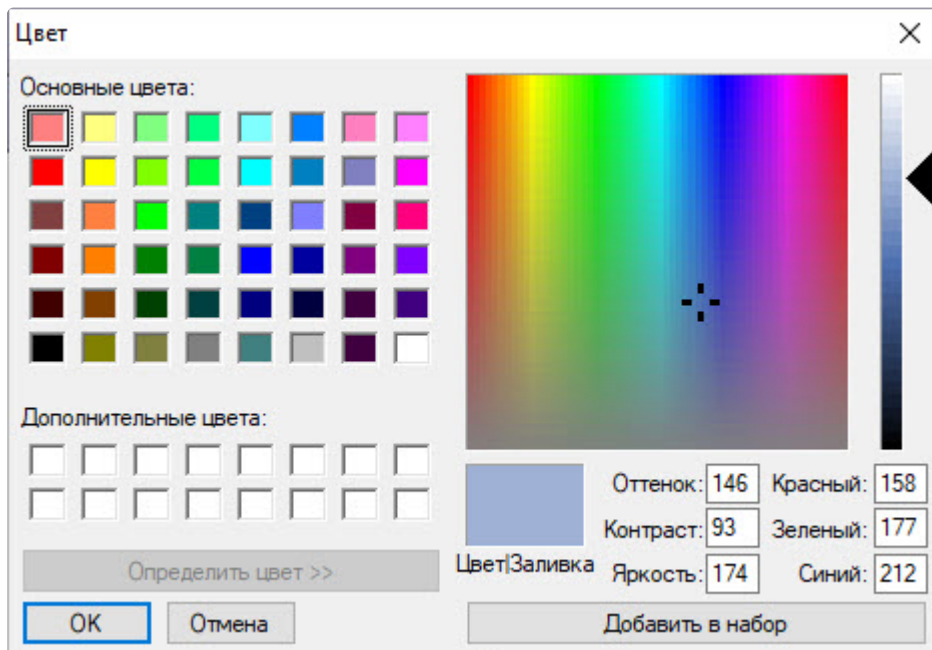 Цвет
Основные цвета:
Дополнительные цвета:
Определить цвет >>
OK
Отмена
Цвет|Заливка
Оттенок: 146
Контраст: 93
Яркость: 174
Красный: 158
Зеленый: 177
Синий: 212
Добавить в набор